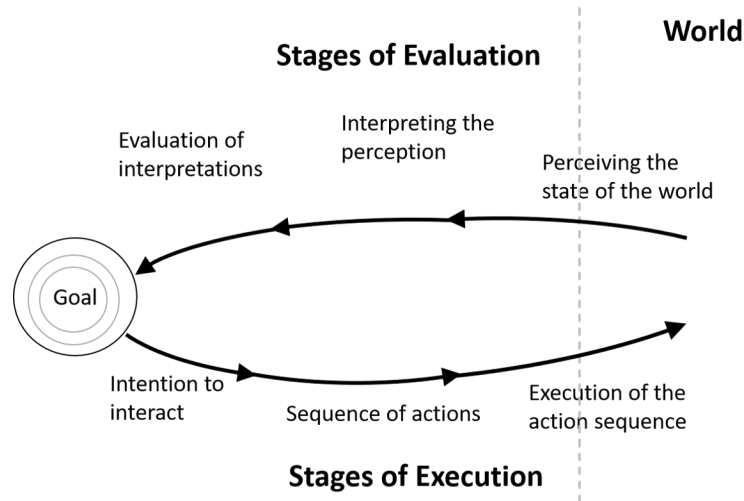 World
Stages of Evaluation
Interpreting the
perception
Evaluation of
interpretations
Perceiving the
state of the world
Goal
Intention to
interact
Sequence of actions
Execution of the
action sequence
Stages of Execution